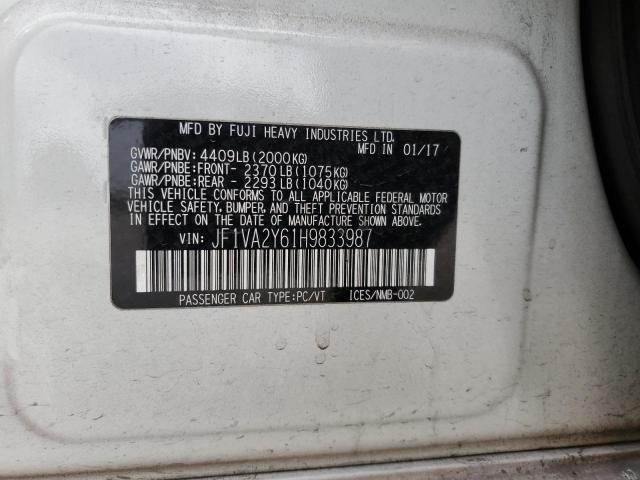 MFD BY FUJI HEAVY INDUSTRIES LTD.
MFD IN 01/17
GVWR/PNBV: 4409LB(2000KG)
GAWR/PNBE:FRONT- 2370LB(1075KG)
GAWR/PNBE:REAR - 2293LB(1040KG)
THIS VEHICLE CONFORMS TO ALL APPLICABLE FEDERAL MOTOR
VEHICLE SAFETY, BUMPER, AND THEFT PREVENTION STANDARDS
IN EFFECT ON THE DATE OF MANUFACTURE SHOWN ABOVE.
VIN: JF1VA2Y61H9833987
PASSENGER CAR TYPE:PC/VT ICES/NMB-002